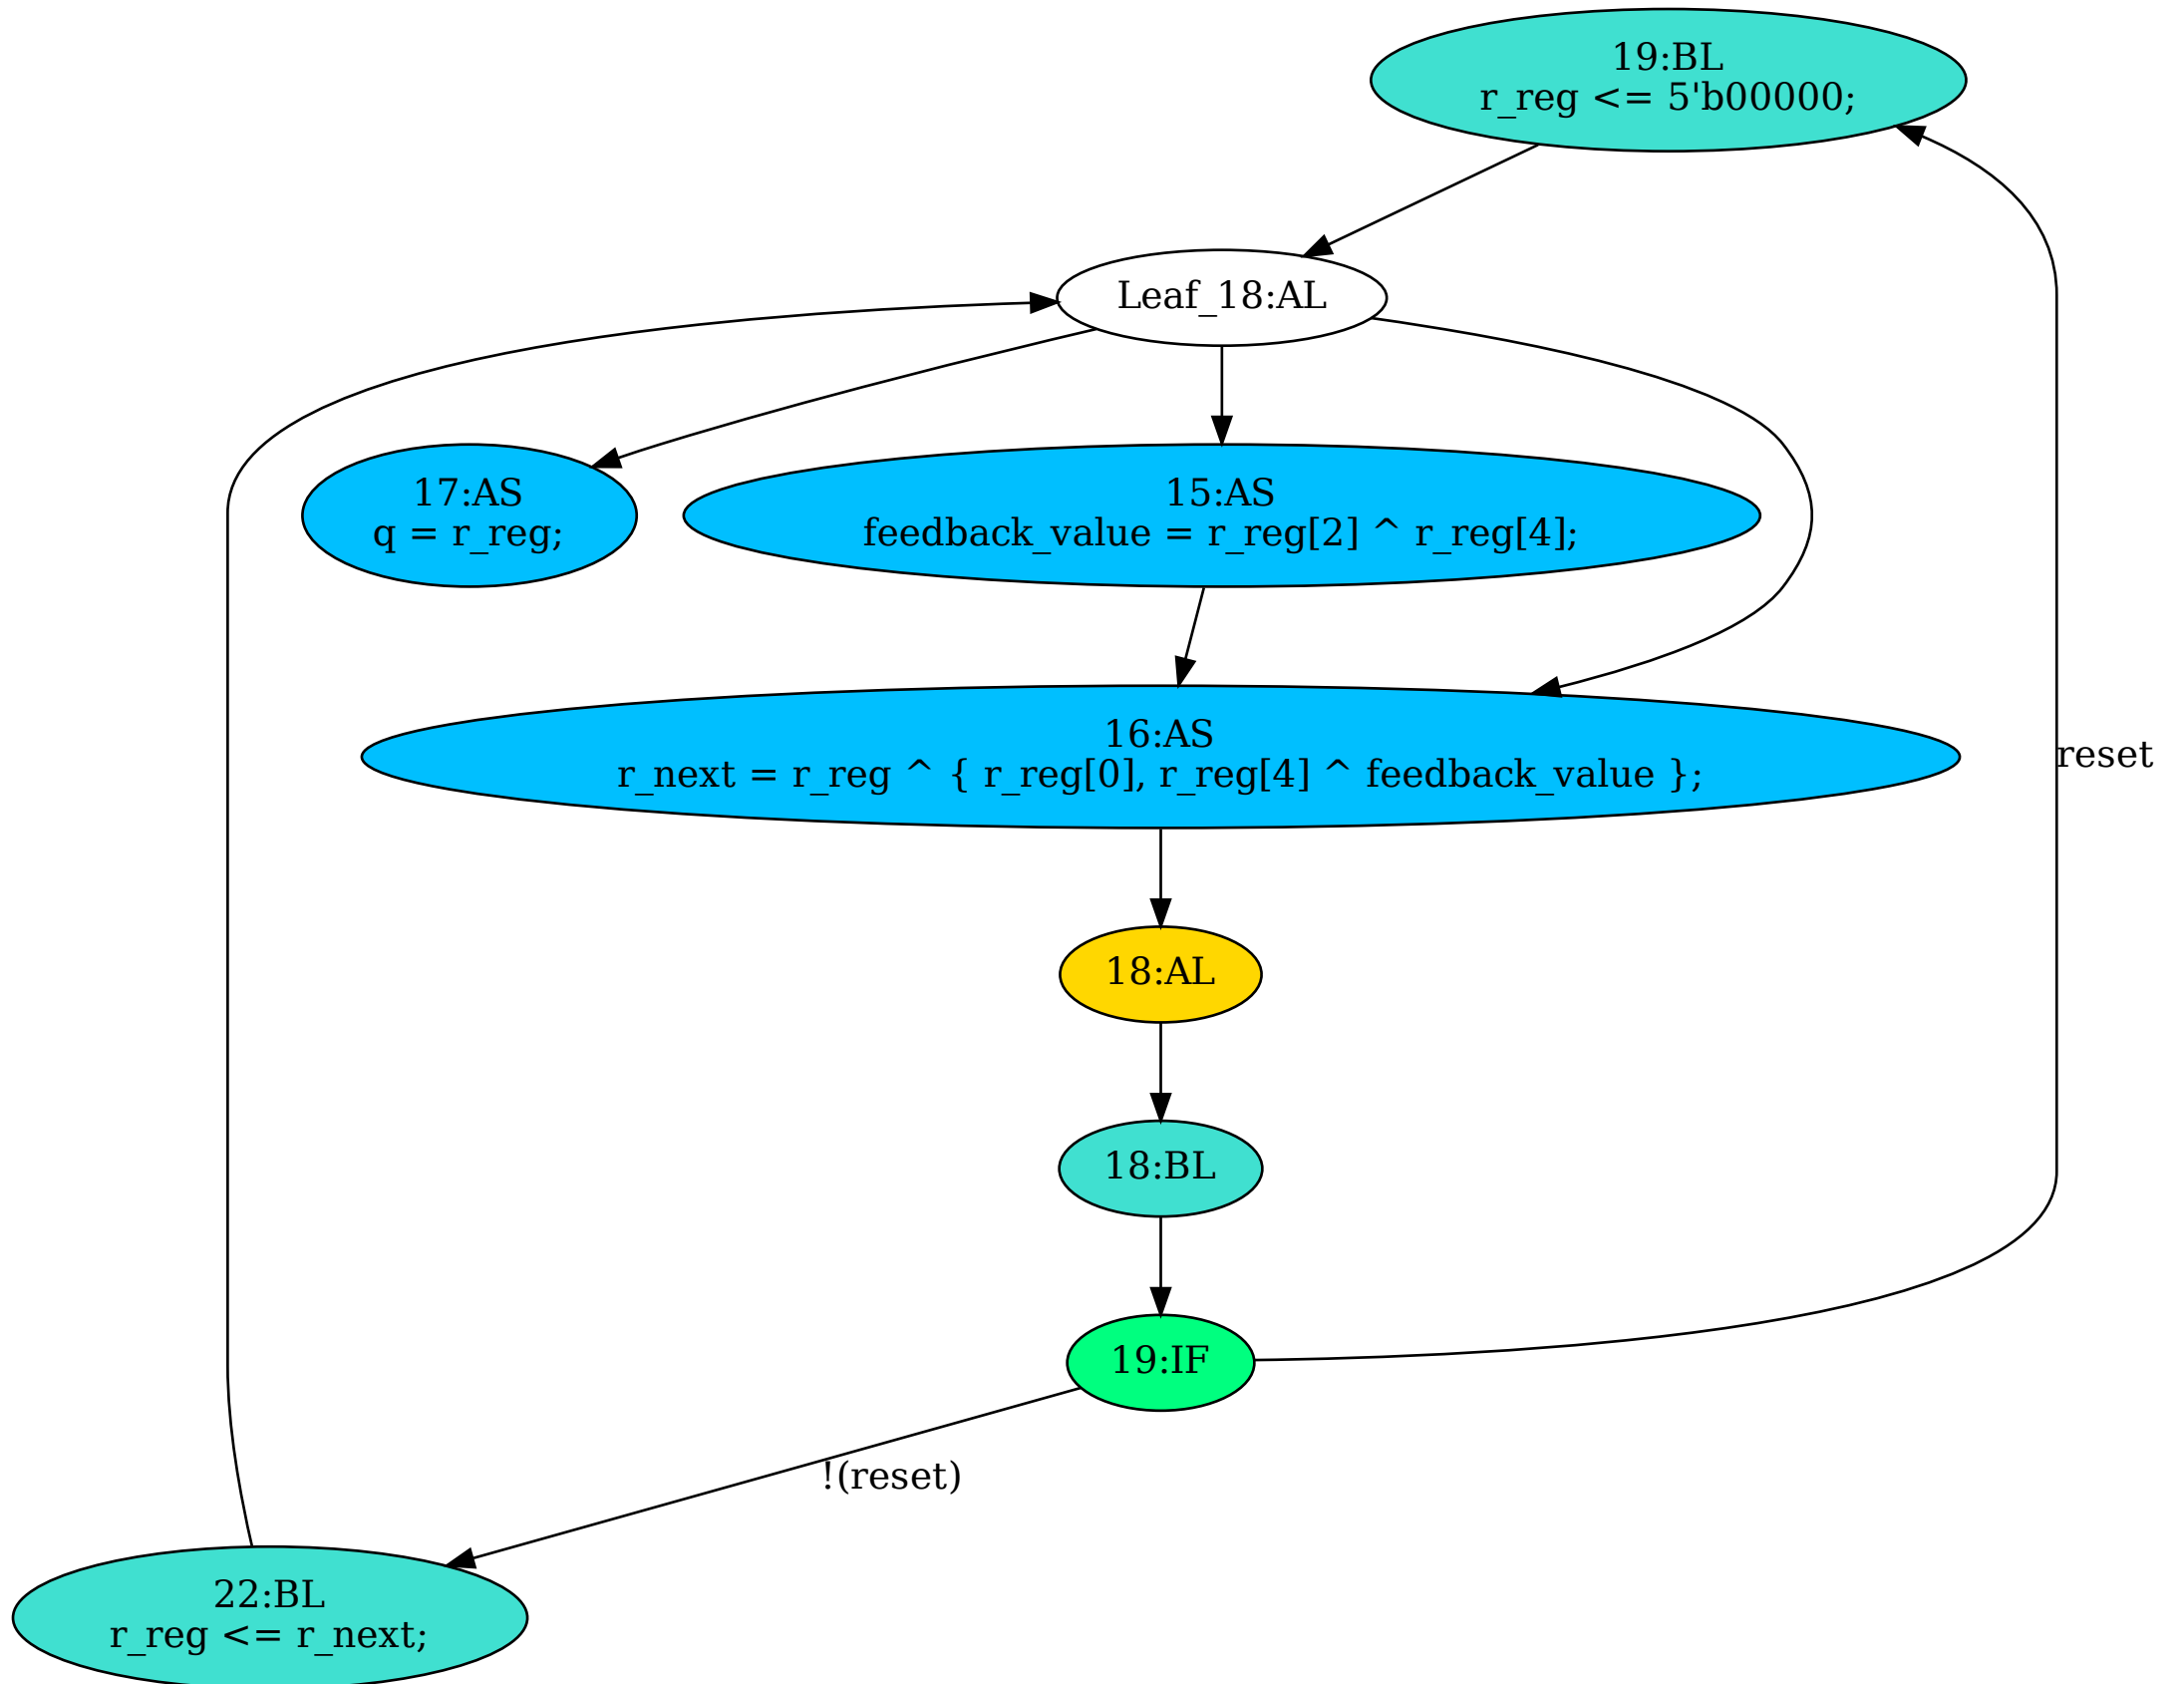 19:BL
r_reg <= 5'b00000;
Leaf_18:AL
17:AS
q = r_reg;
15:AS
feedback_value = r_reg[2] ^ r_reg[4];
16:AS
r_next = r_reg ^ { r_reg[0], r_reg[4] ^ feedback_value };
reset
18:AL
18:BL
19:IF
!(reset)
22:BL
r_reg <= r_next;